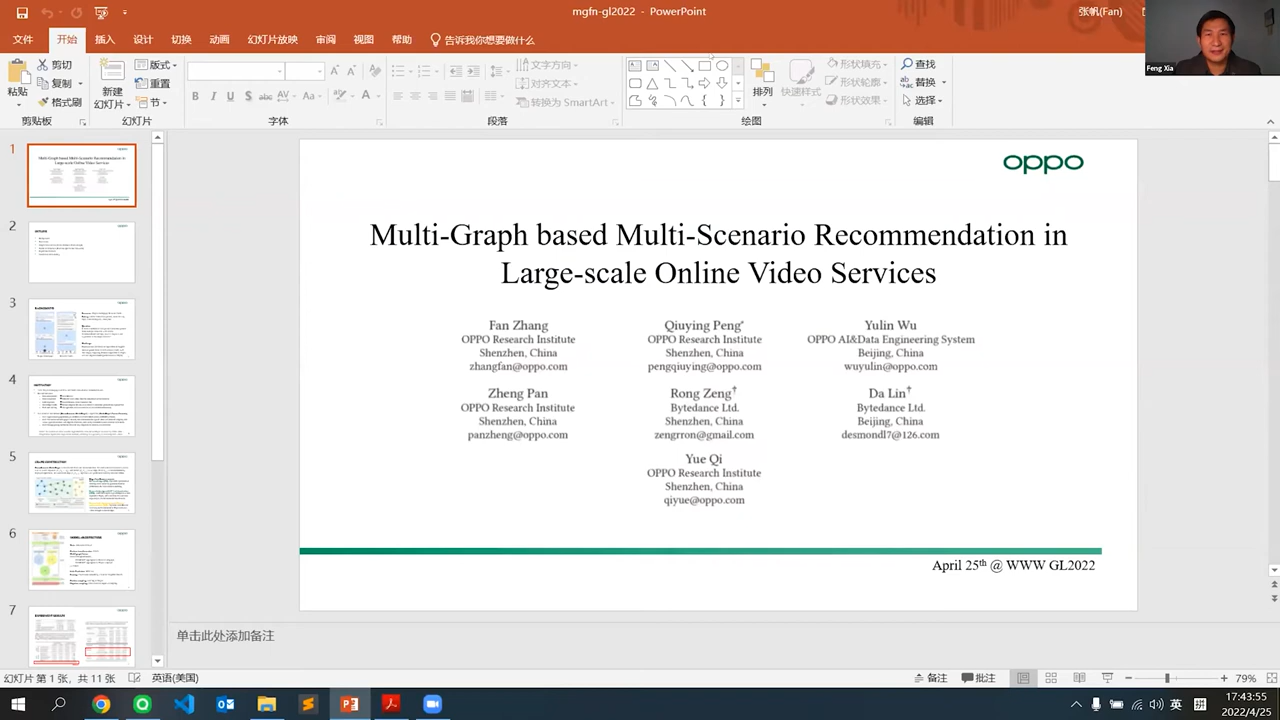 mgfn-gl2022 - PowerPoint
张帆(Fan)
文件 开始 插入 设计 切换 动画 幻灯片放映 审阅 视图 帮助 告诉我你想要做什么
粘贴
剪切
复制
格式刷
剪贴板
新建
幻灯片
版式
重置
节
幻灯片
B I U S abc AV Aa
字体
文字方向
对齐文本
转换为 SmartArt
段落
排列
快速样式
形状填充
形状轮廓
形状效果
绘图
查找
替换
选择
编辑
Feng Xia
1
2
3
7
oppo
Multi-Graph based Multi-Scenario Recommendation in
Large-scale Online Video Services
Fan Zhang
OPPO Research Institute
Shenzhen, China
zhangfan@oppo.com
Qiuying Peng*
OPPO Research Institute
Shenzhen, China
pengqiuying@oppo.com
Yulin Wu
OPPO AI&Data Engineering System
Beijing, China
wuyulin@oppo.com
Zheng Pan
OPPO Research Institute
Shenzhen, China
panzheng@oppo.com
Rong Zeng†
Bytedance Ltd.
Shenzhen, China
zengrron@gmail.com
Da Lin†
Bytedance Ltd.
Beijing, China
desmondl7@126.com
Yue Qi
OPPO Research Institute
Shenzhen, China
qiyue@oppo.com
April 25th @ WWW GL2022
单击此处添加备注
幻灯片 第 1 张，共 11 张 英语(美国)
备注 批注 79%
英 拼
17:43:55